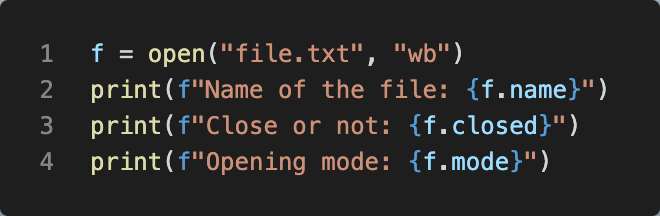 1 f = open("file.txt", "wb")
2 print(f"Name of the file: {f.name}")
3 print(f"Close or not: {f.closed}")
4 print(f"Opening mode: {f.mode}")